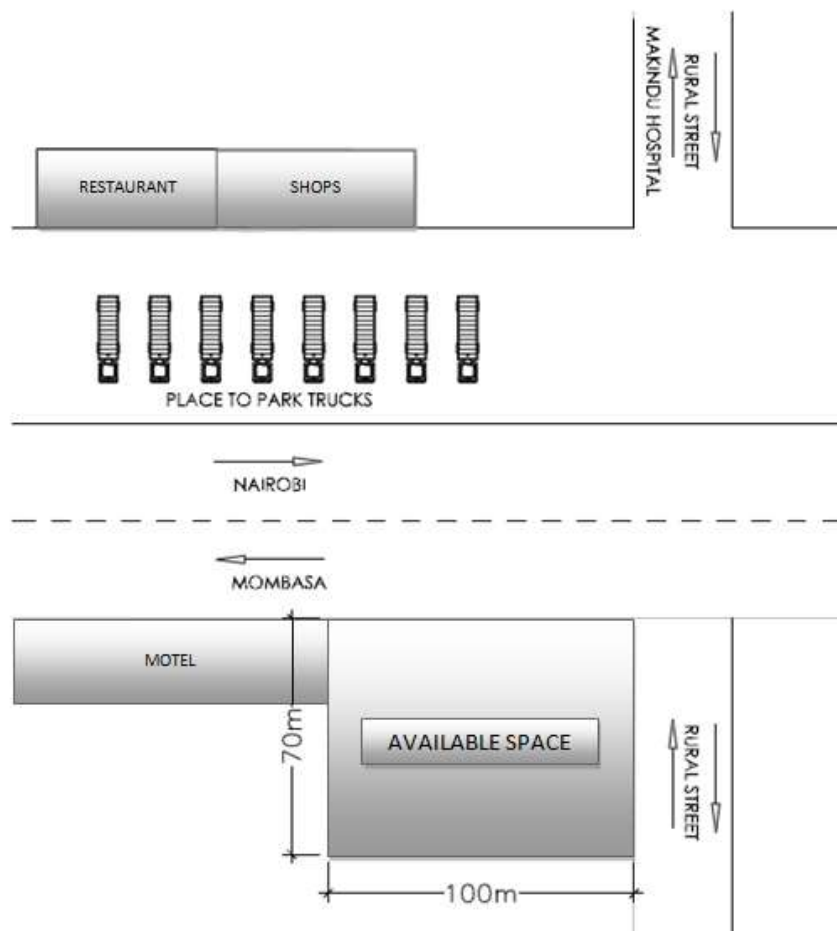 MAKINDU HOSPITAL
RURAL STREET
RESTAURANT
SHOPS
PLACE TO PARK TRUCKS
NAIROBI
MOMBASA
MOTEL
70m
AVAILABLE SPACE
RURAL STREET
100m